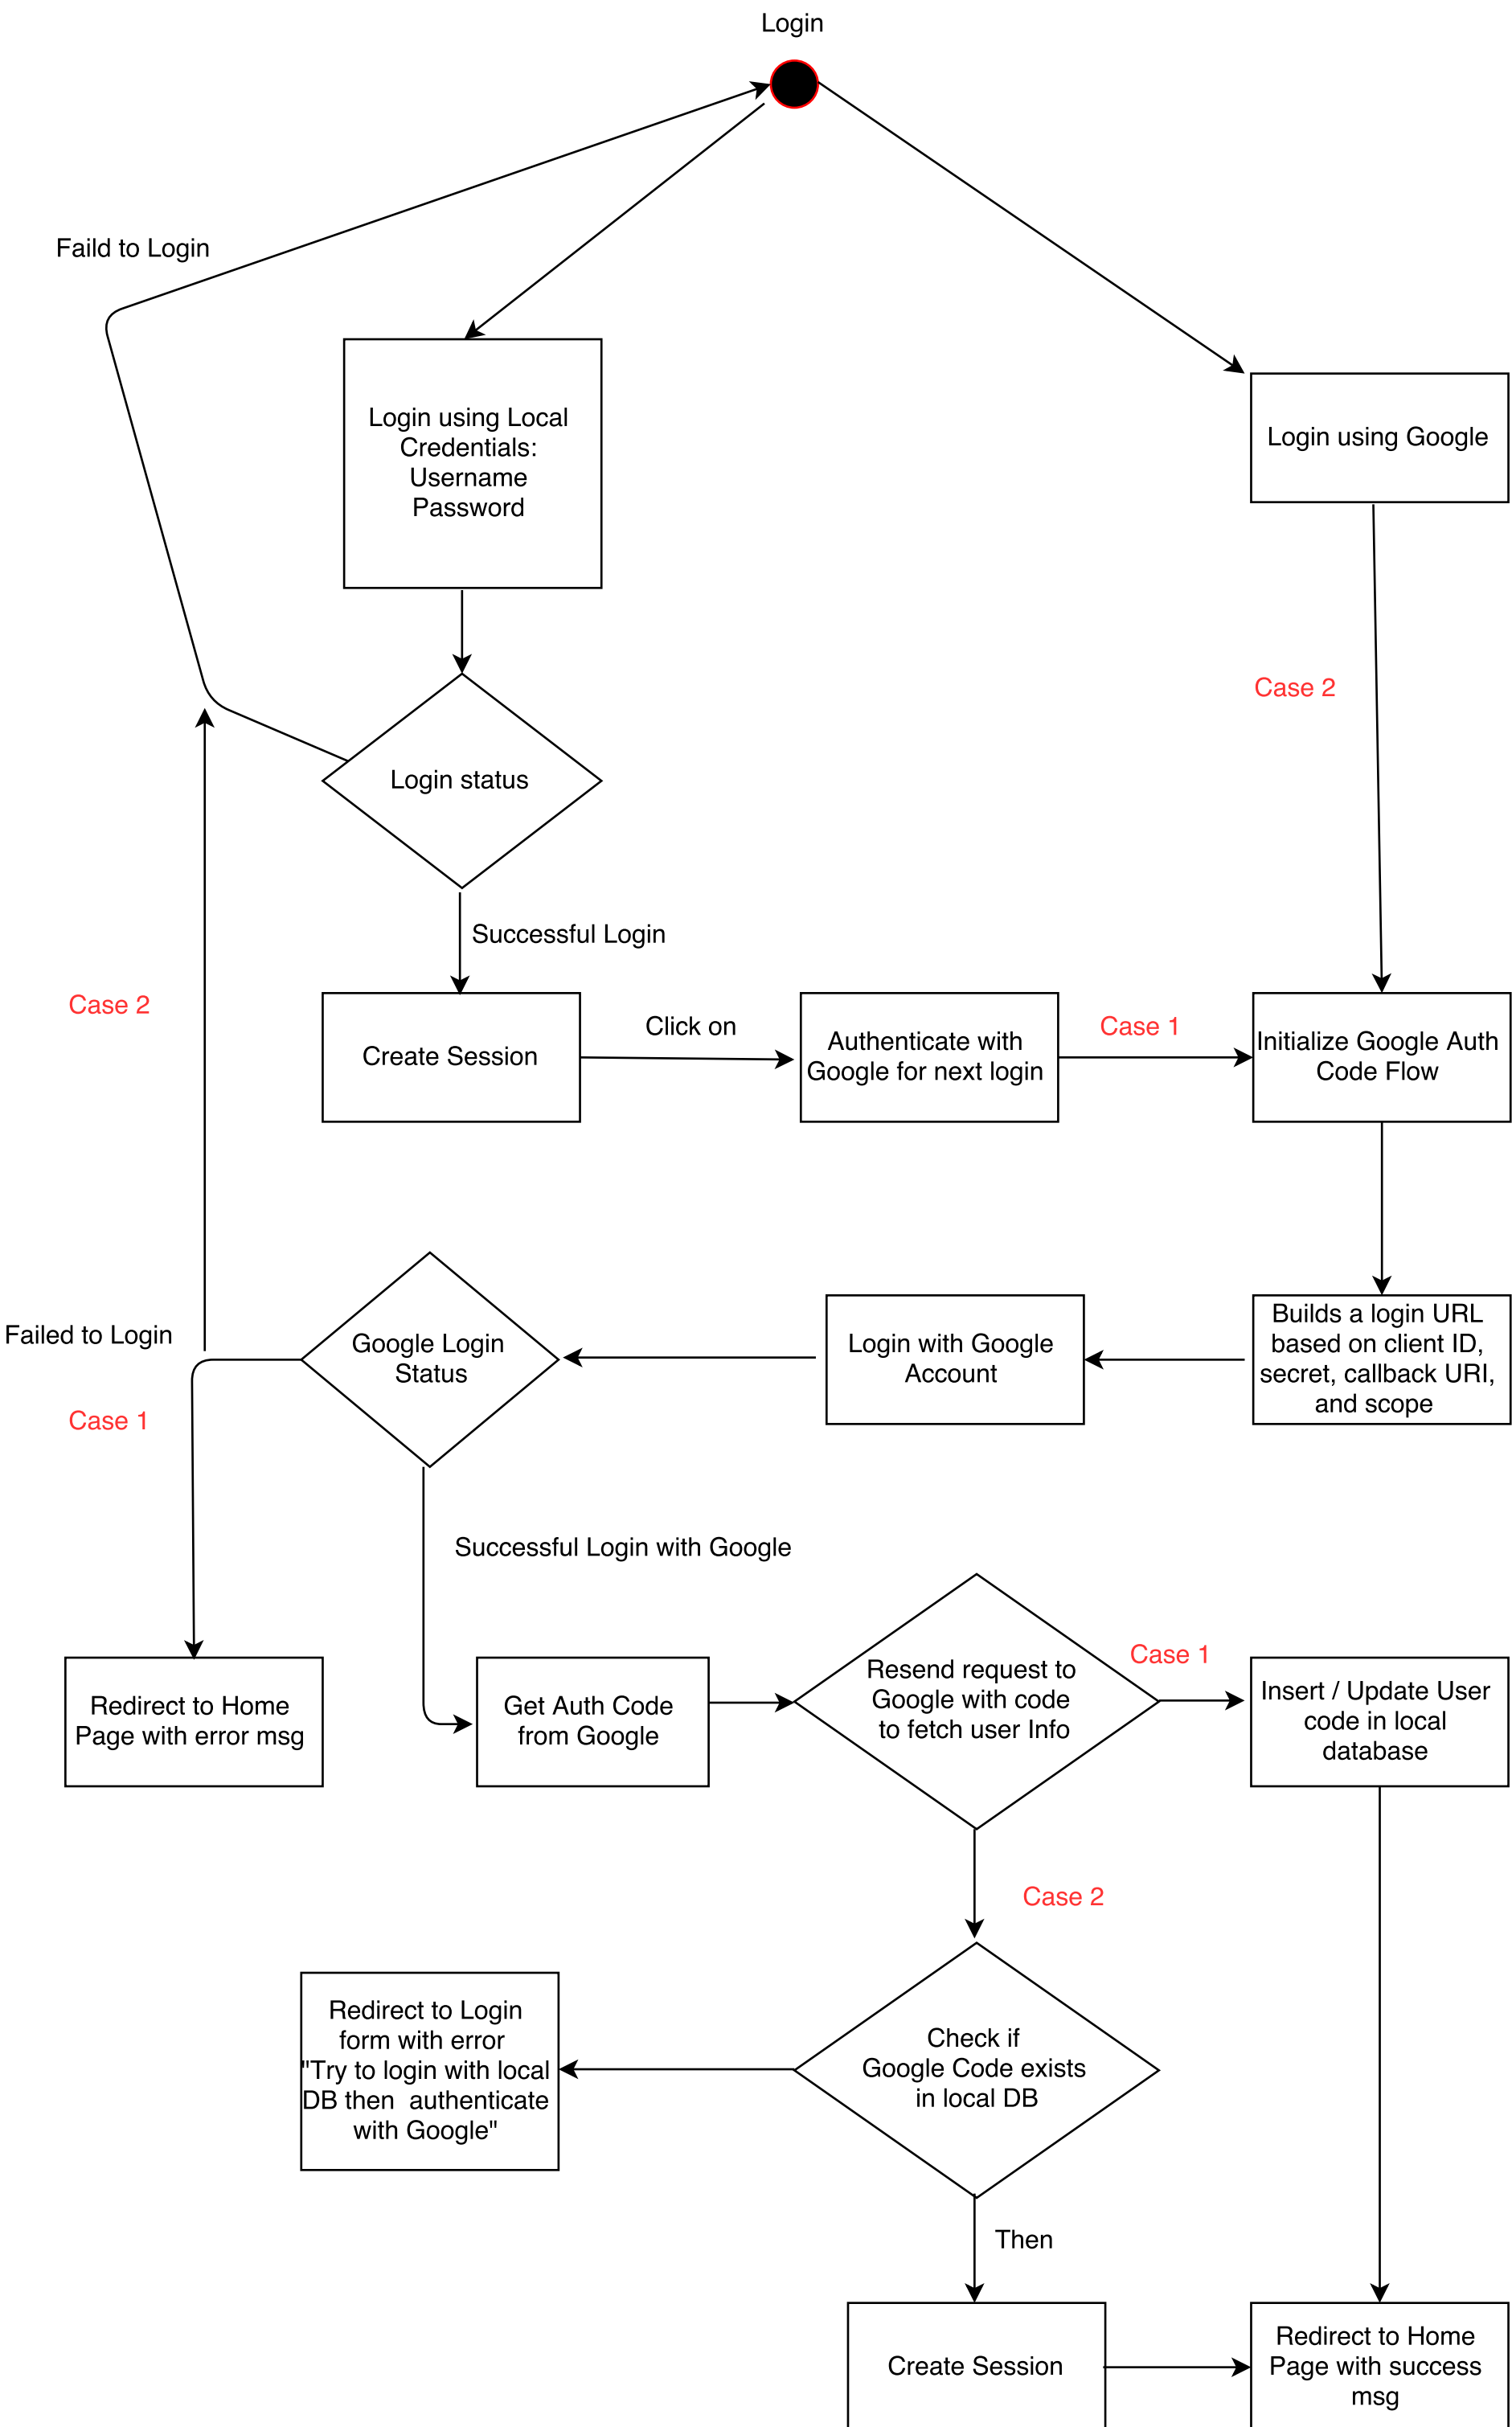 Login
Faild to Login
Login using Local
Credentials:
Username
Password
Login using Google
Case 2
Login status
Successful Login
Case 2
Create Session
Click on
Authenticate with
Google for next login
Case 1
Initialize Google Auth
Code Flow
Failed to Login
Case 1
Google Login
Status
Login with Google
Account
Builds a login URL
based on client ID,
secret, callback URI,
and scope
Successful Login with Google
Redirect to Home
Page with error msg
Get Auth Code
from Google
Resend request to
Google with code
to fetch user Info
Case 1
Insert / Update User
code in local
database
Case 2
Redirect to Login
form with error
"Try to login with local
DB then  authenticate
with Google"
Check if
Google Code exists
in local DB
Then
Create Session
Redirect to Home
Page with success
msg